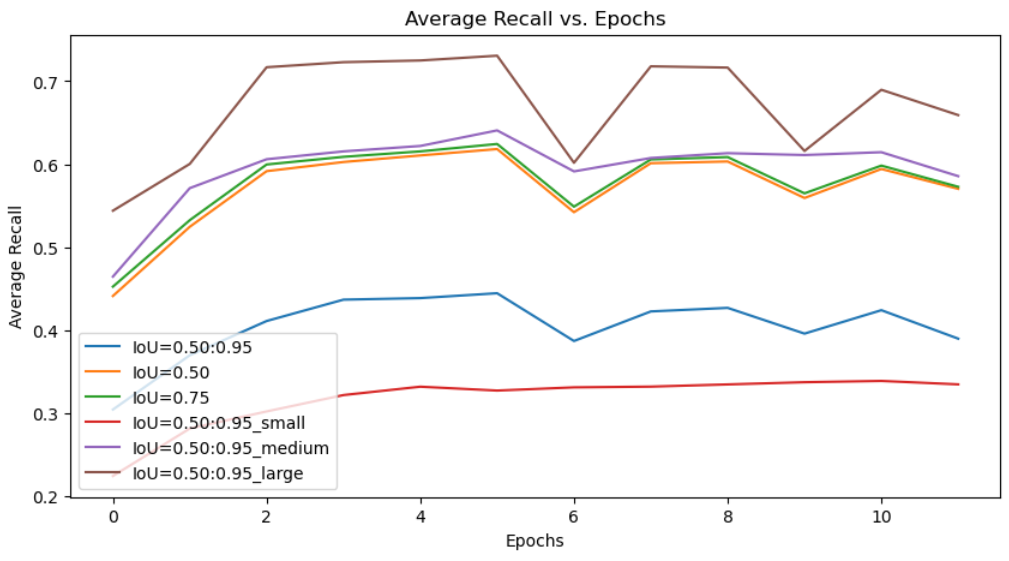 Average Recall vs. Epochs
Average Recall
0.7
0.6
0.5
0.4
0.3
0.2
IoU=0.50:0.95
IoU=0.50
IoU=0.75
IoU=0.50:0.95_small
IoU=0.50:0.95_medium
IoU=0.50:0.95_large
0 2 4 6 8 10
Epochs